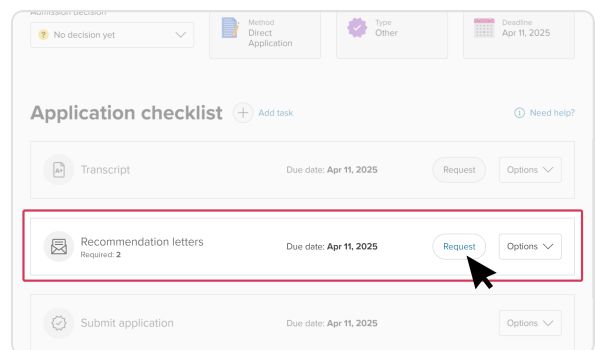 Admission decision
No decision yet
Method
Direct
Application
Type
Other
Deadline
Apr 11, 2025
Application checklist
Add task
Need help?
A+
Transcript
Due date: Apr 11, 2025
Request
Options
Recommendation letters
Required: 2
Due date: Apr 11, 2025
Request
Options
Submit application
Due date: Apr 11, 2025
Options